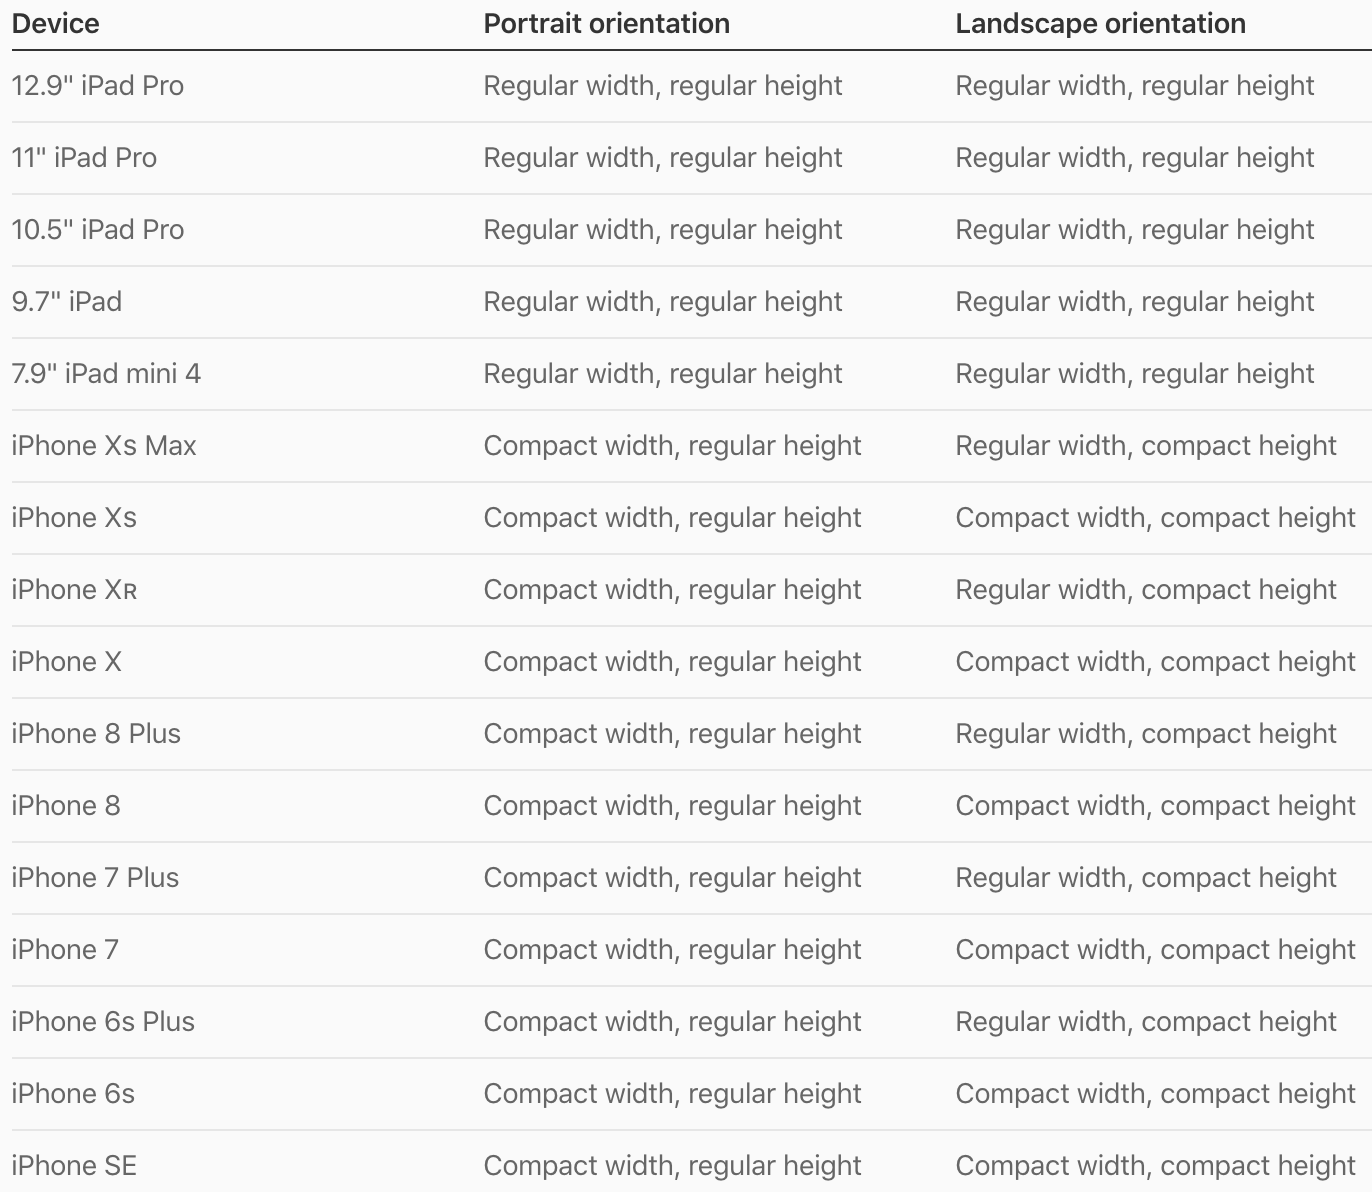 Device Portrait orientation Landscape orientation
12.9" iPad Pro Regular width, regular height Regular width, regular height
11" iPad Pro Regular width, regular height Regular width, regular height
10.5" iPad Pro Regular width, regular height Regular width, regular height
9.7" iPad Regular width, regular height Regular width, regular height
7.9" iPad mini 4 Regular width, regular height Regular width, regular height
iPhone Xs Max Compact width, regular height Regular width, compact height
iPhone Xs Compact width, regular height Compact width, compact height
iPhone Xʀ Compact width, regular height Regular width, compact height
iPhone X Compact width, regular height Compact width, compact height
iPhone 8 Plus Compact width, regular height Regular width, compact height
iPhone 8 Compact width, regular height Compact width, compact height
iPhone 7 Plus Compact width, regular height Regular width, compact height
iPhone 7 Compact width, regular height Compact width, compact height
iPhone 6s Plus Compact width, regular height Regular width, compact height
iPhone 6s Compact width, regular height Compact width, compact height
iPhone SE Compact width, regular height Compact width, compact height